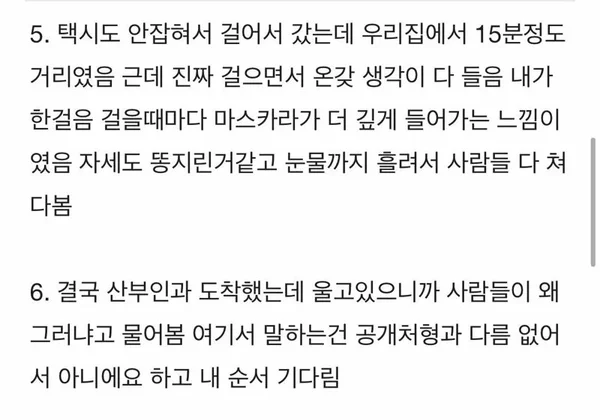 5. 택시도 안잡혀서 걸어서 갔는데 우리집에서 15분정도
거리였음 근데 진짜 걸으면서 온갖 생각이 다 들음 내가
한걸음 걸을때마다 마스카라가 더 깊게 들어가는 느낌이
였음 자세도 똥지린거같고 눈물까지 흘려서 사람들 다 쳐
다봄
6. 결국 산부인과 도착했는데 울고있으니까 사람들이 왜
그러냐고 물어봄 여기서 말하는건 공개처형과 다름 없어
서 아니에요 하고 내 순서 기다림